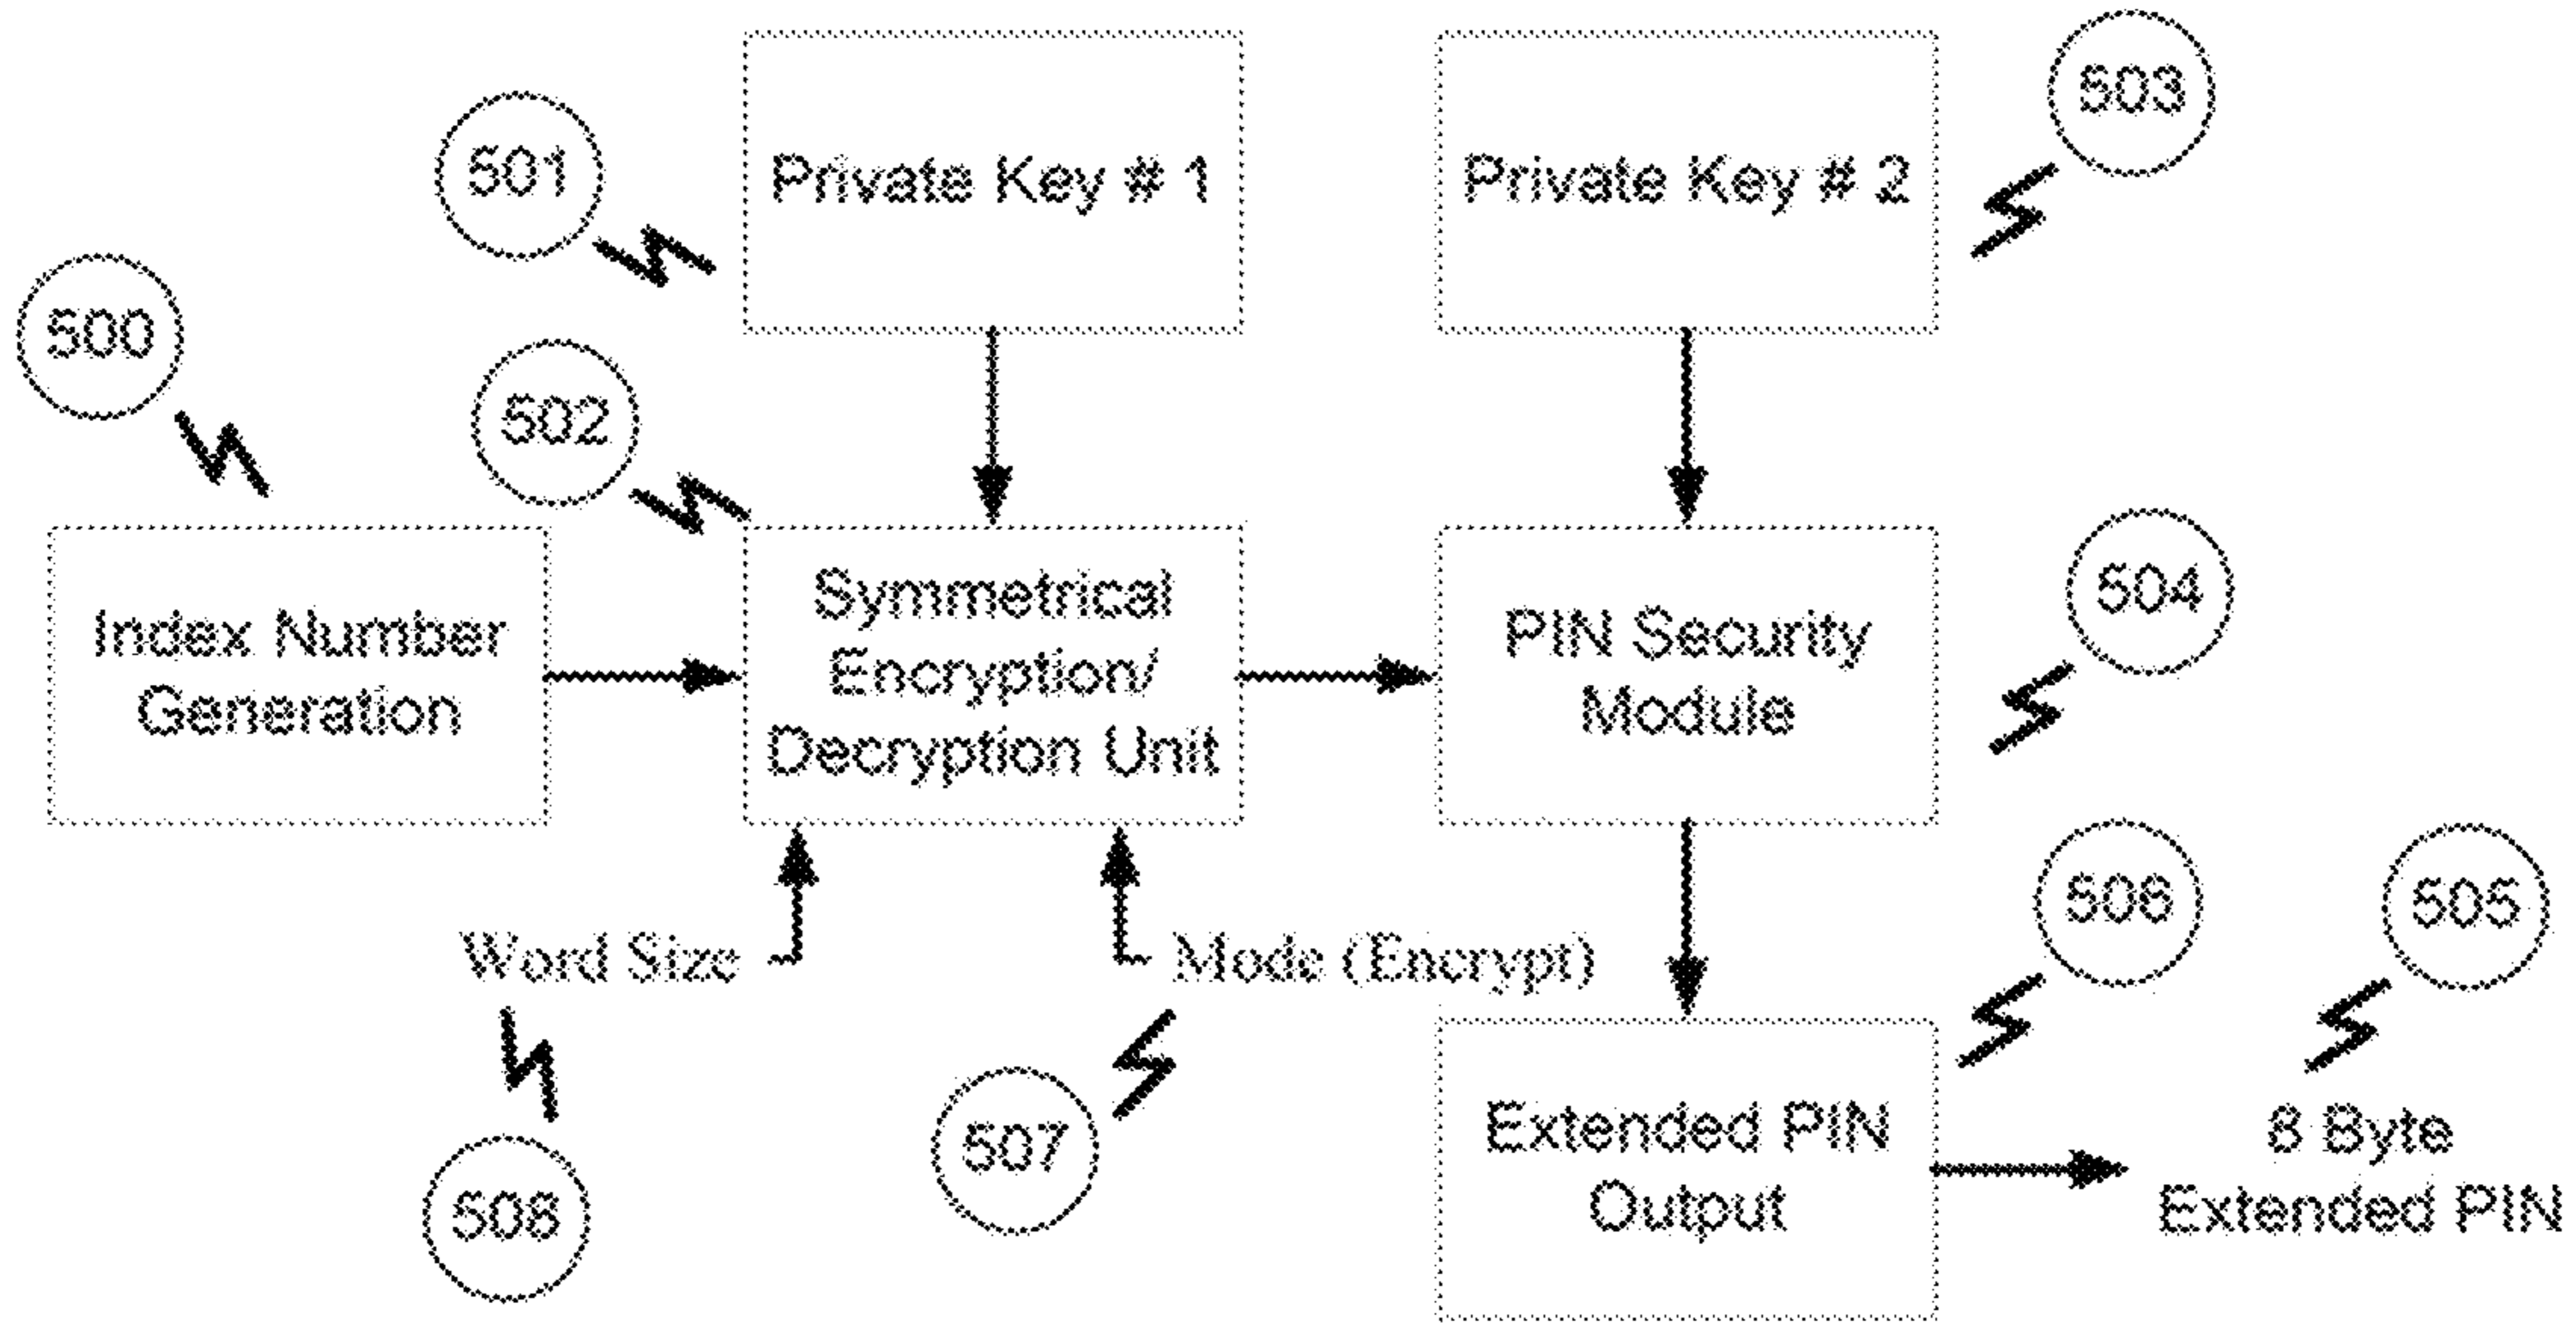 501
Private Key # 1
Private Key # 2
503
500
502
Index Number
Generation
Symmetrical
Encryption/
Decryption Unit
PIN Security
Module
504
Word Size
Mode (Encrypt)
506
505
508
507
Extended PIN
Output
8 Byte
Extended PIN